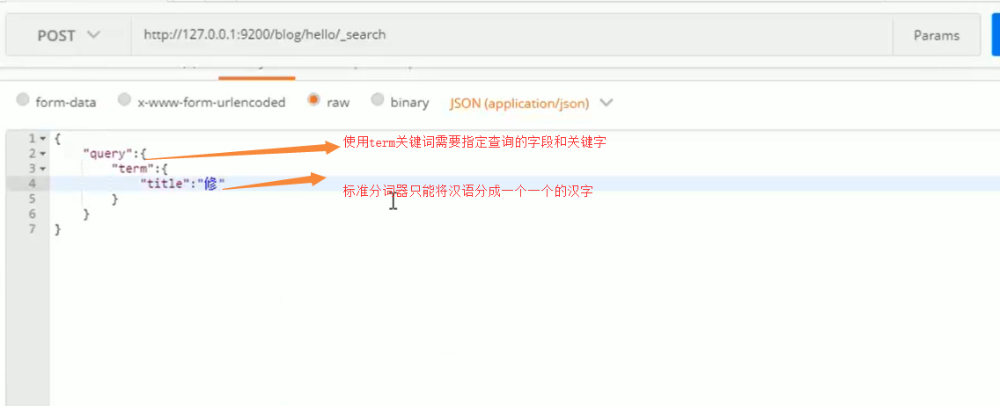 POST
http://127.0.0.1:9200/blog/hello/_search
Params
form-data
x-www-form-urlencoded
raw
binary
JSON (application/json)
1 {
2 "query":{
使用term关键词需要指定查询的字段和关键字
3 "term":{
4 "title":"修"
标准分词器只能将汉语分成一个一个的汉字
5 }
6 }
7 }